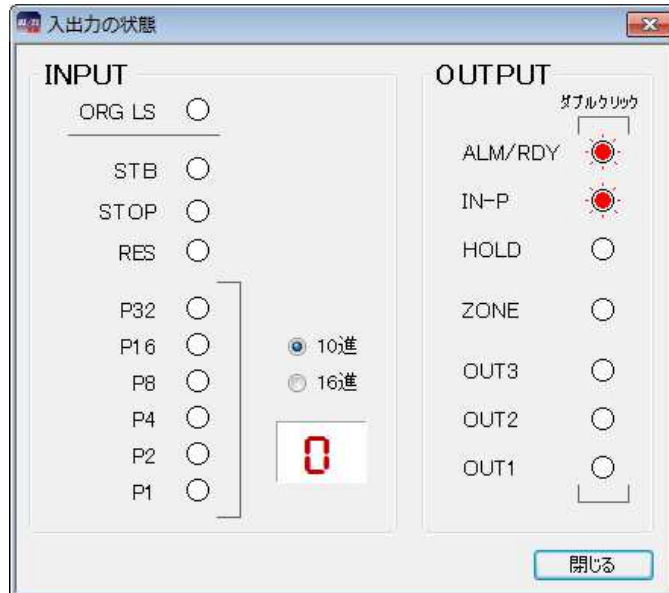 入出力の状態
INPUT
ORG LS
STB
STOP
RES
P32
P16
P8
P4
P2
P1
10進
16進
0
OUTPUT
ダブルクリック
ALM/RDY
IN-P
HOLD
ZONE
OUT3
OUT2
OUT1
閉じる